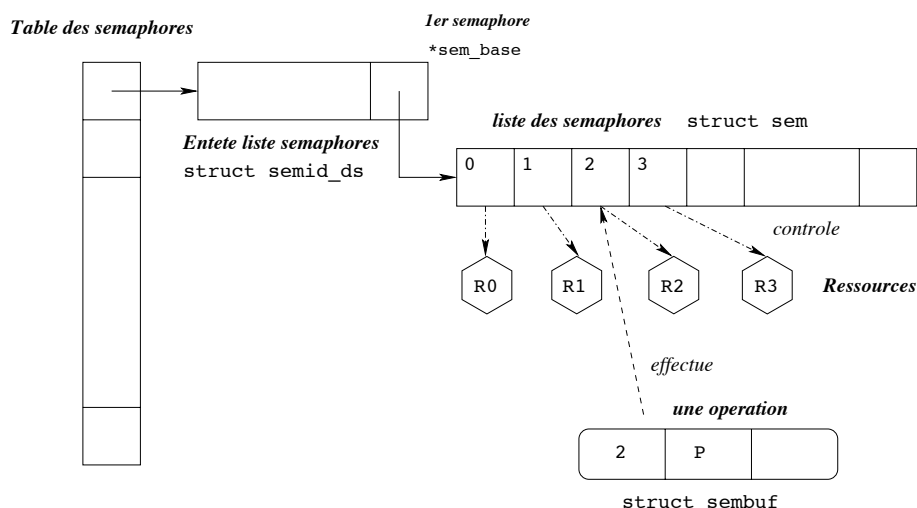 1er semaphore
Table des semaphores
*sem_base
liste des semaphores struct sem
Entete liste semaphores
struct semid_ds
0 1 2 3
controle
R0 R1 R2 R3 Ressources
effectue
une operation
2 P
struct sembuf